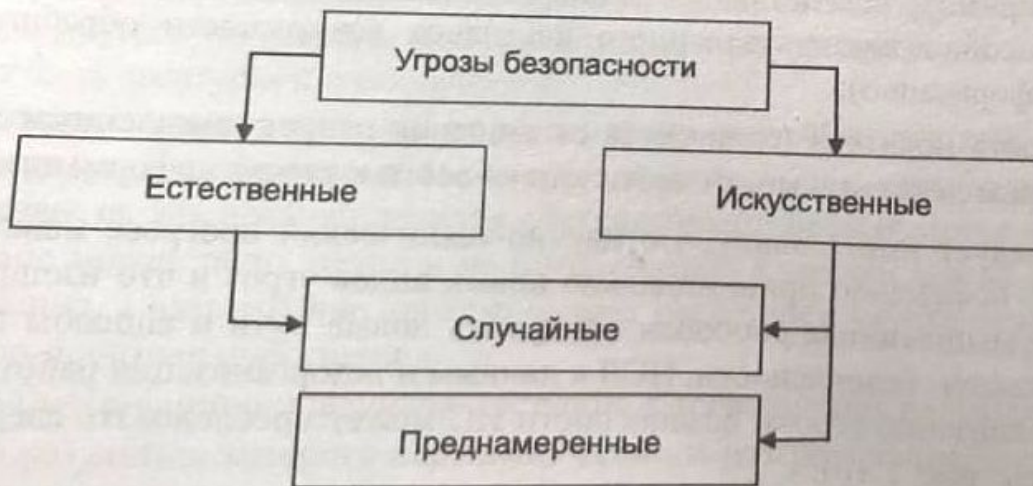 Угрозы безопасности
Естественные
Искусственные
Случайные
Преднамеренные